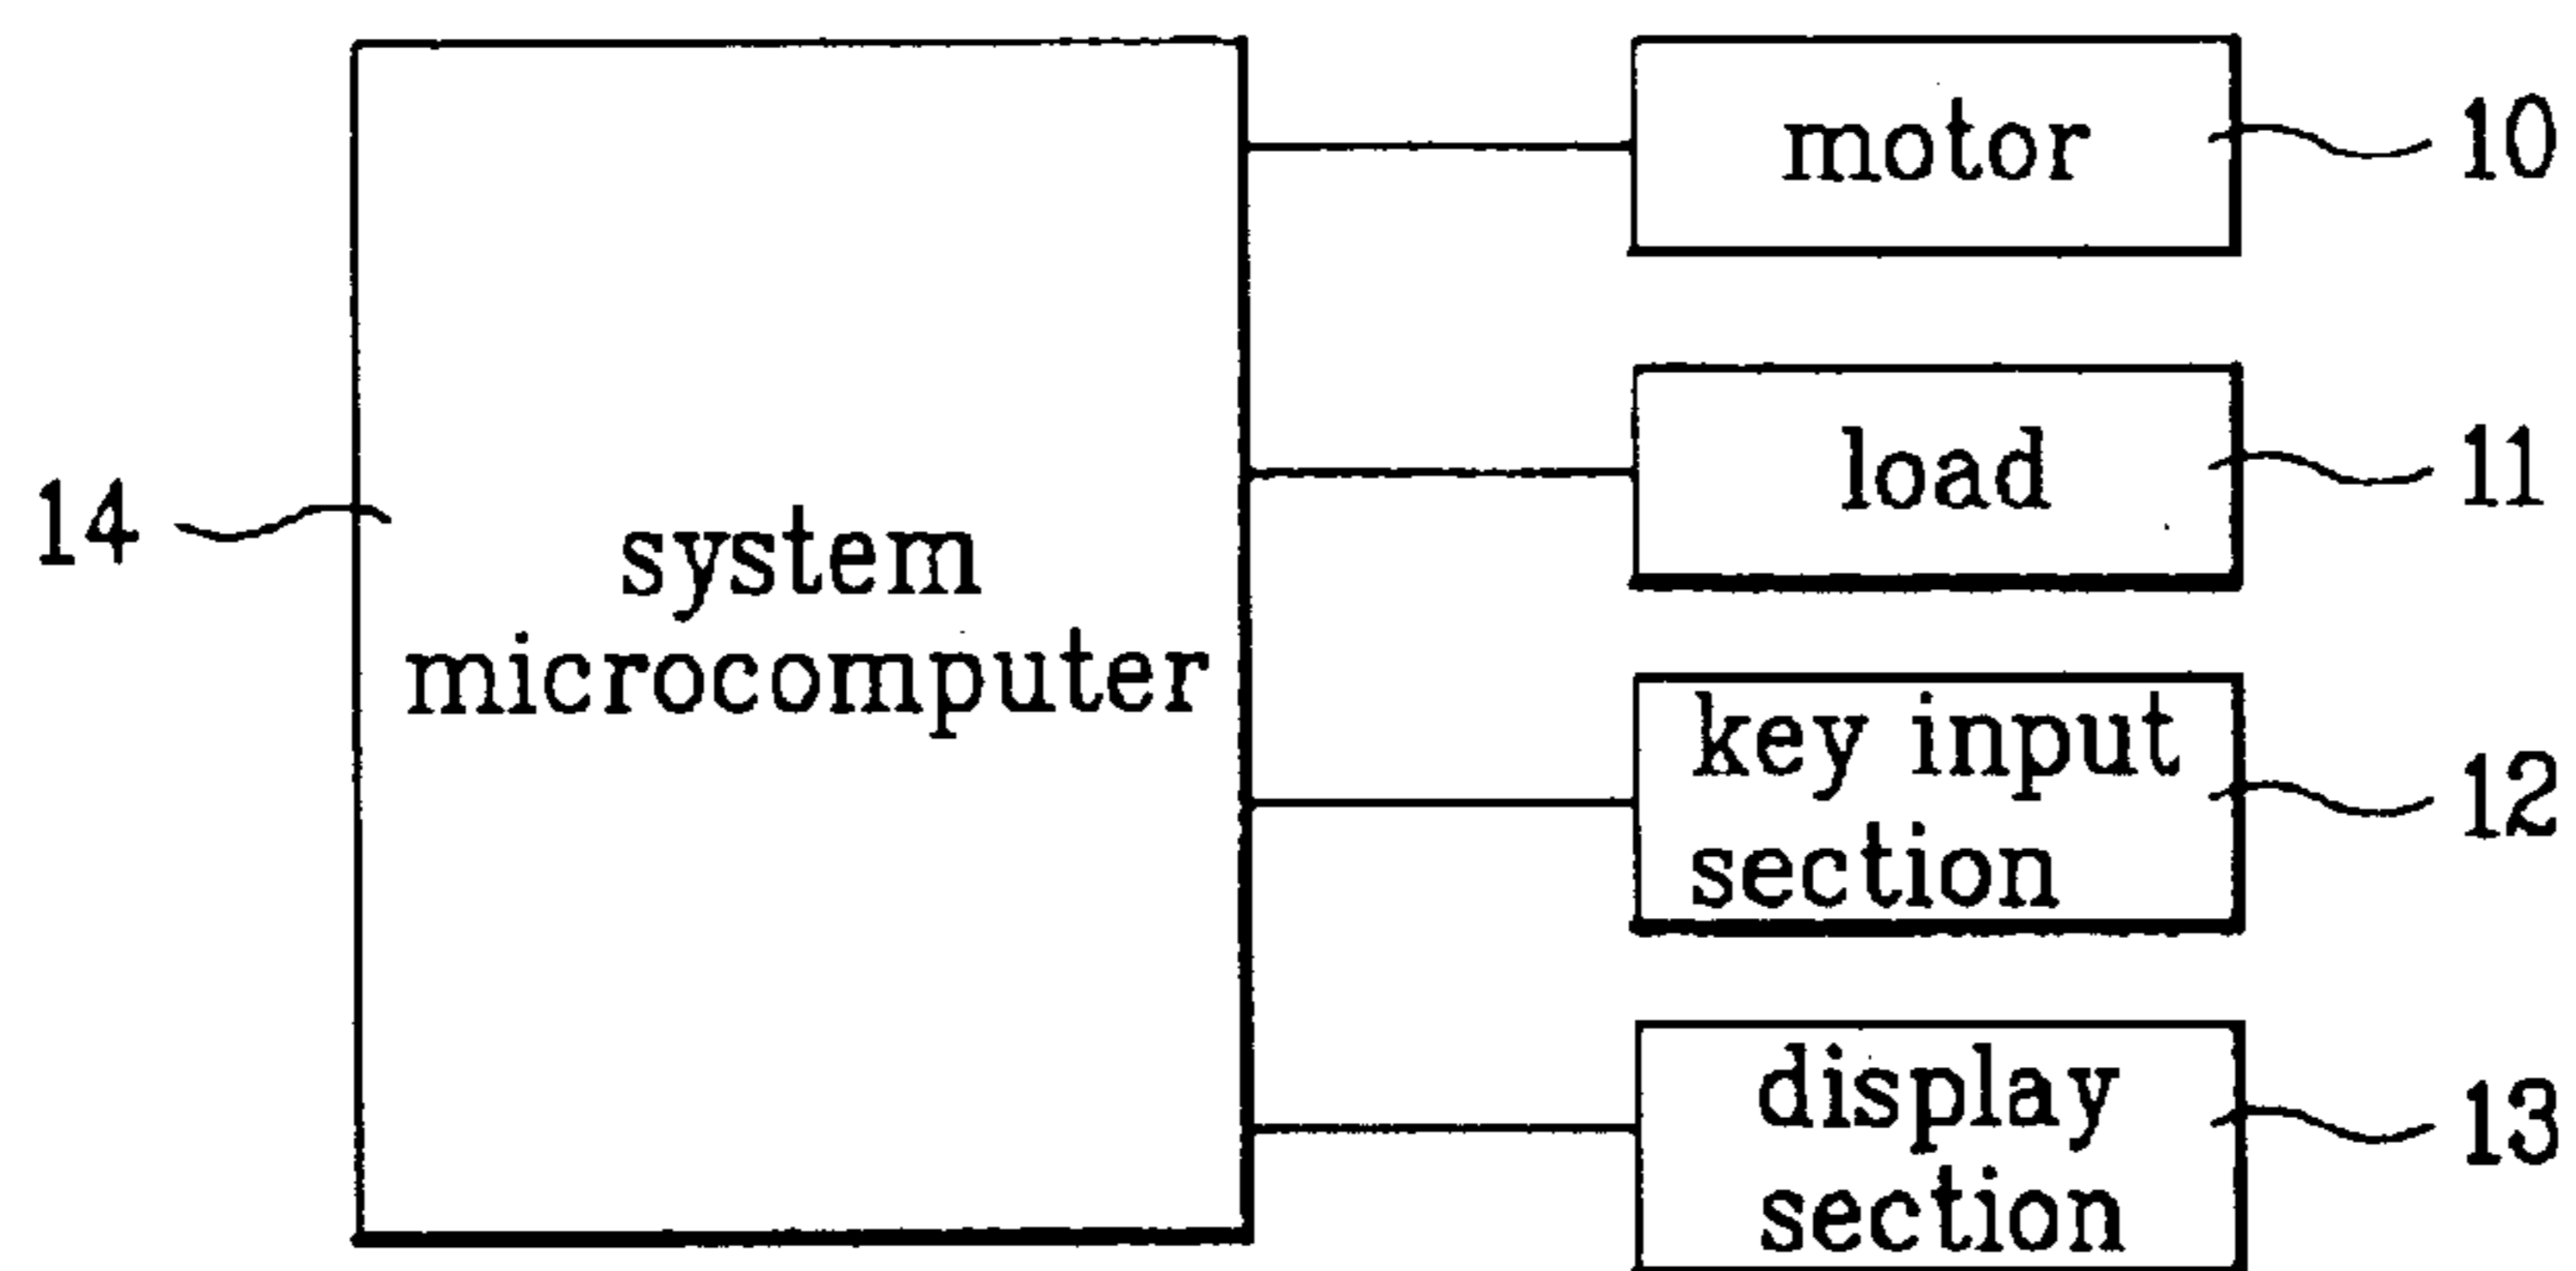 motor
10
load
11
14
system
microcomputer
key input
section
12
display
section
13